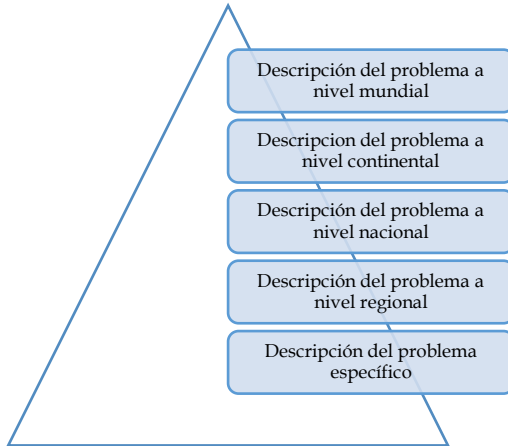 Descripción del problema a
nivel mundial
Descripcion del problema a
nivel continental
Descripción del problema a
nivel nacional
Descripción del problema a
nivel regional
Descripción del problema
específico